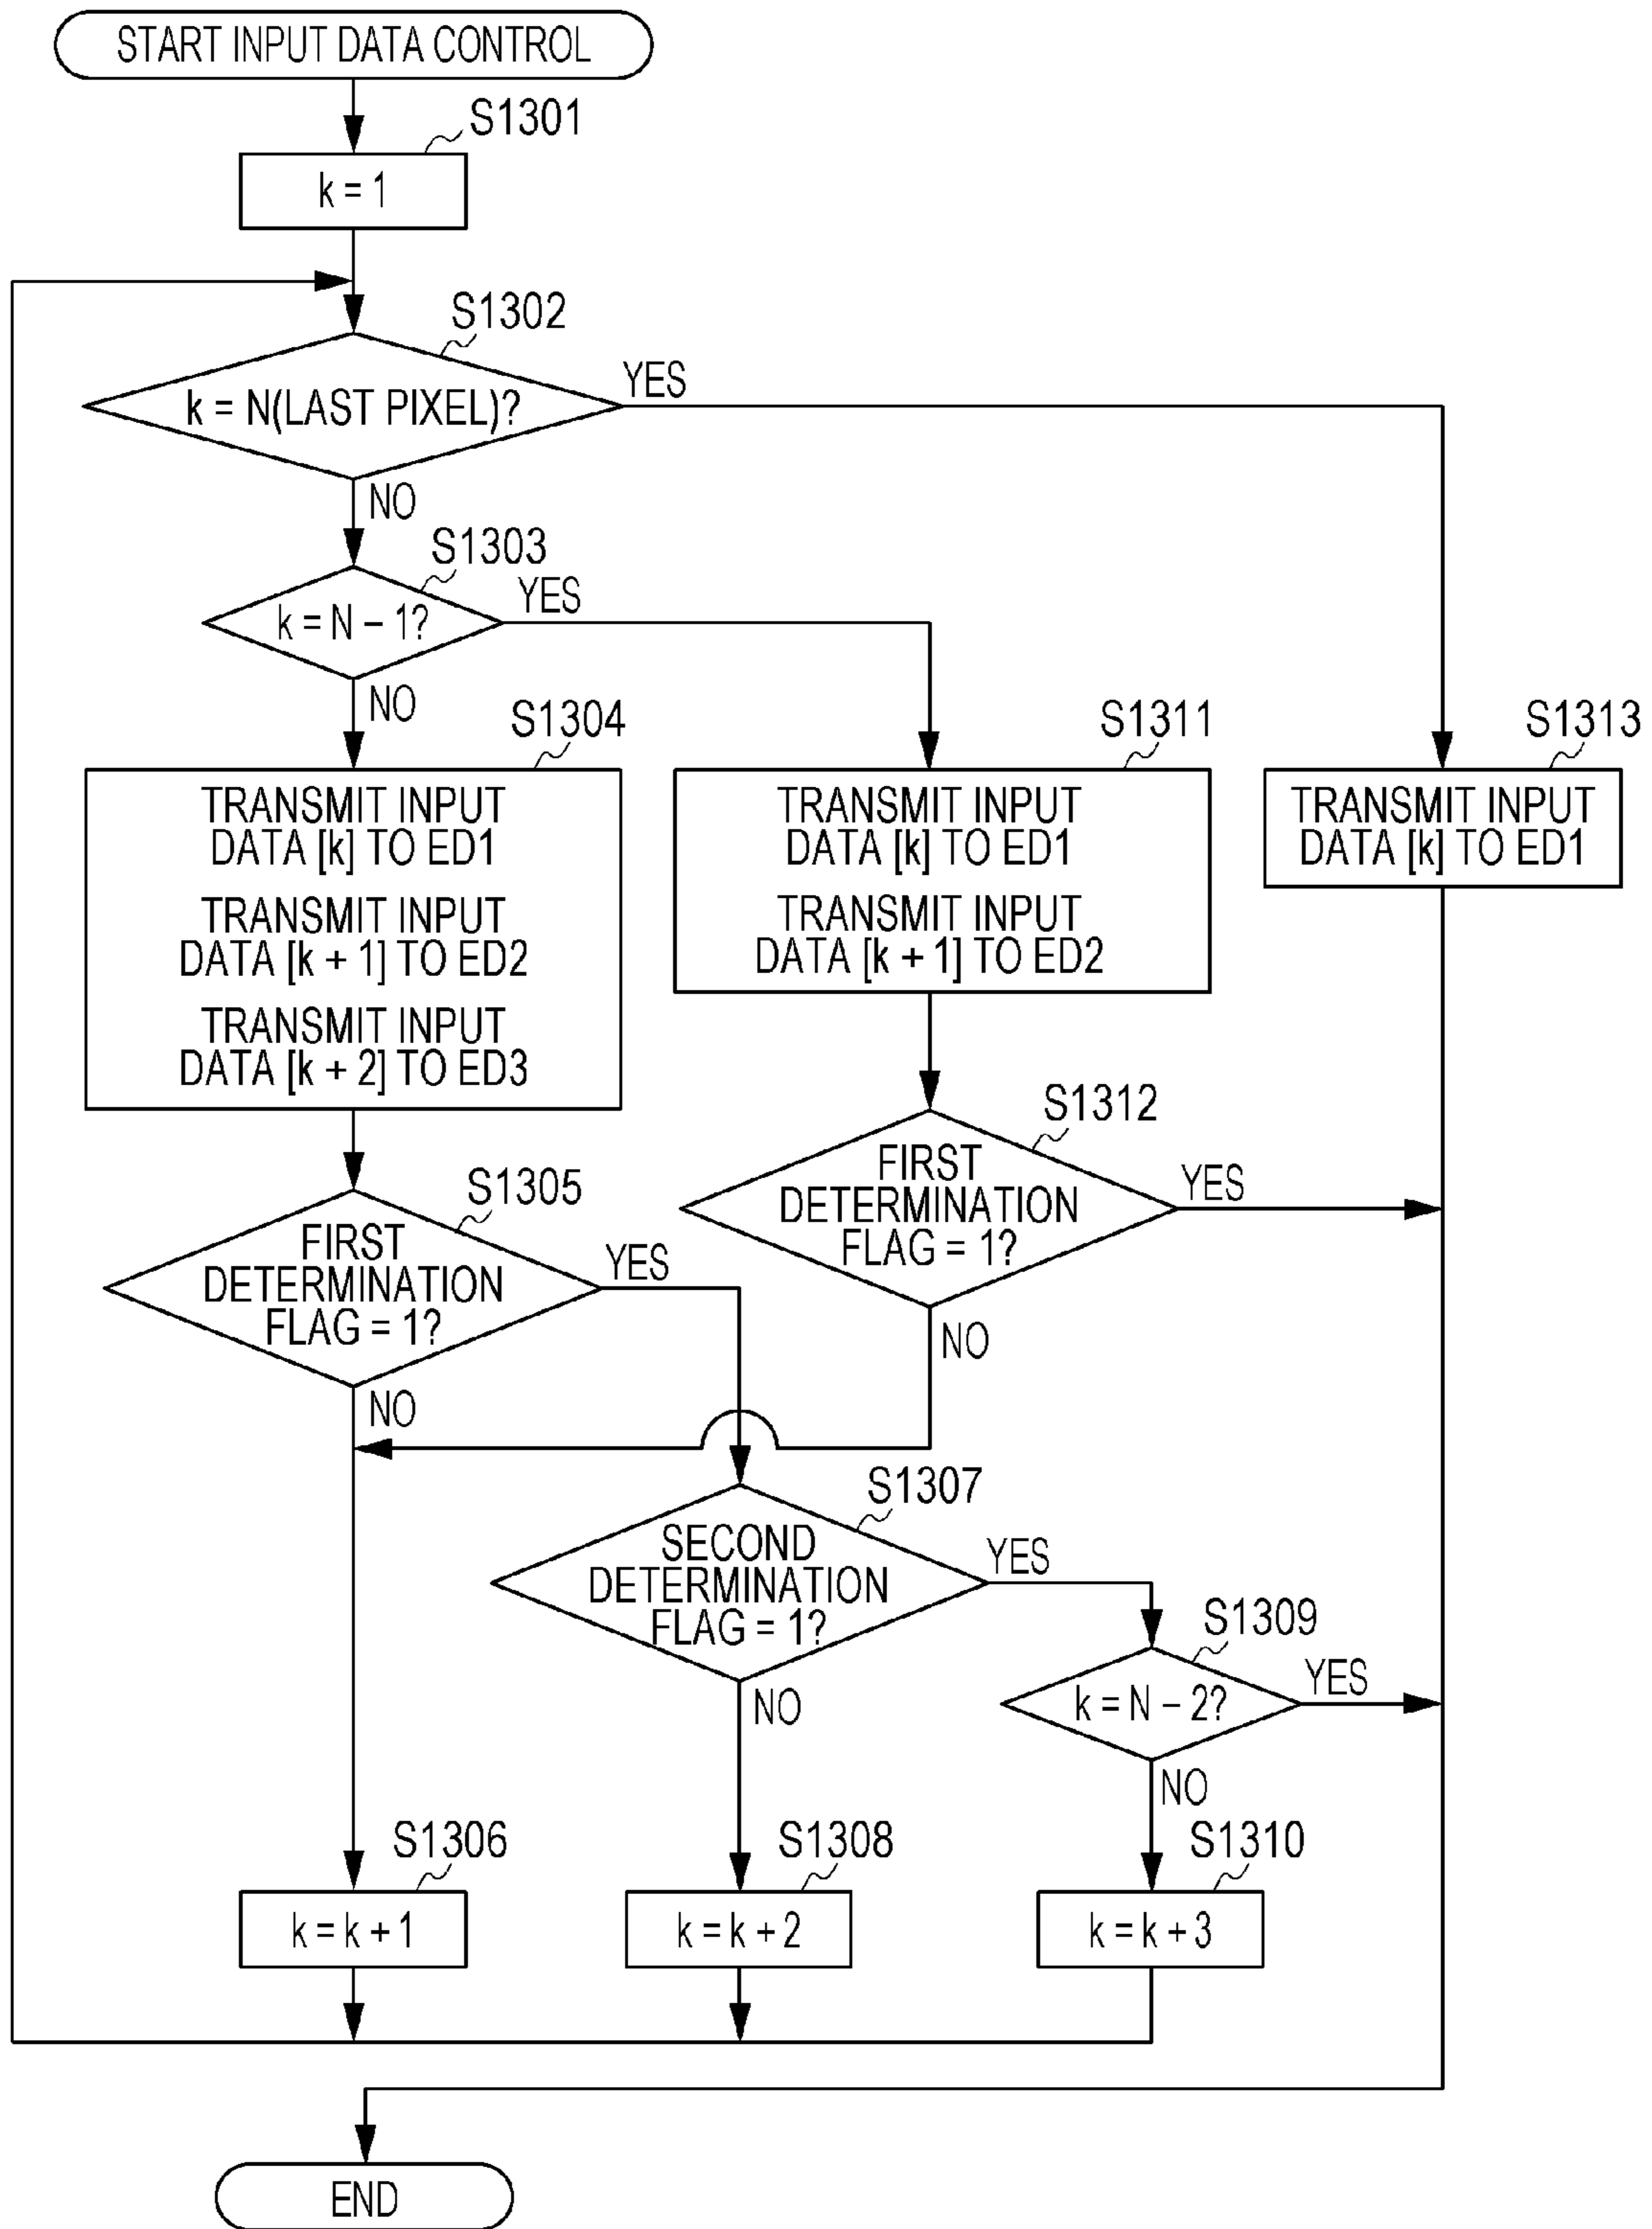 START INPUT DATA CONTROL
S1301
k = 1
S1302
k = N(LAST PIXEL)?
YES
NO
S1303
k = N – 1?
YES
NO
S1304
TRANSMIT INPUT
DATA [k] TO ED1
TRANSMIT INPUT
DATA [k + 1] TO ED2
TRANSMIT INPUT
DATA [k + 2] TO ED3
S1311
TRANSMIT INPUT
DATA [k] TO ED1
TRANSMIT INPUT
DATA [k + 1] TO ED2
S1313
TRANSMIT INPUT
DATA [k] TO ED1
S1312
FIRST
DETERMINATION
FLAG = 1?
YES
NO
S1305
FIRST
DETERMINATION
FLAG = 1?
YES
NO
S1307
SECOND
DETERMINATION
FLAG = 1?
YES
NO
S1309
k = N – 2?
YES
NO
S1306
k = k + 1
S1308
k = k + 2
S1310
k = k + 3
END